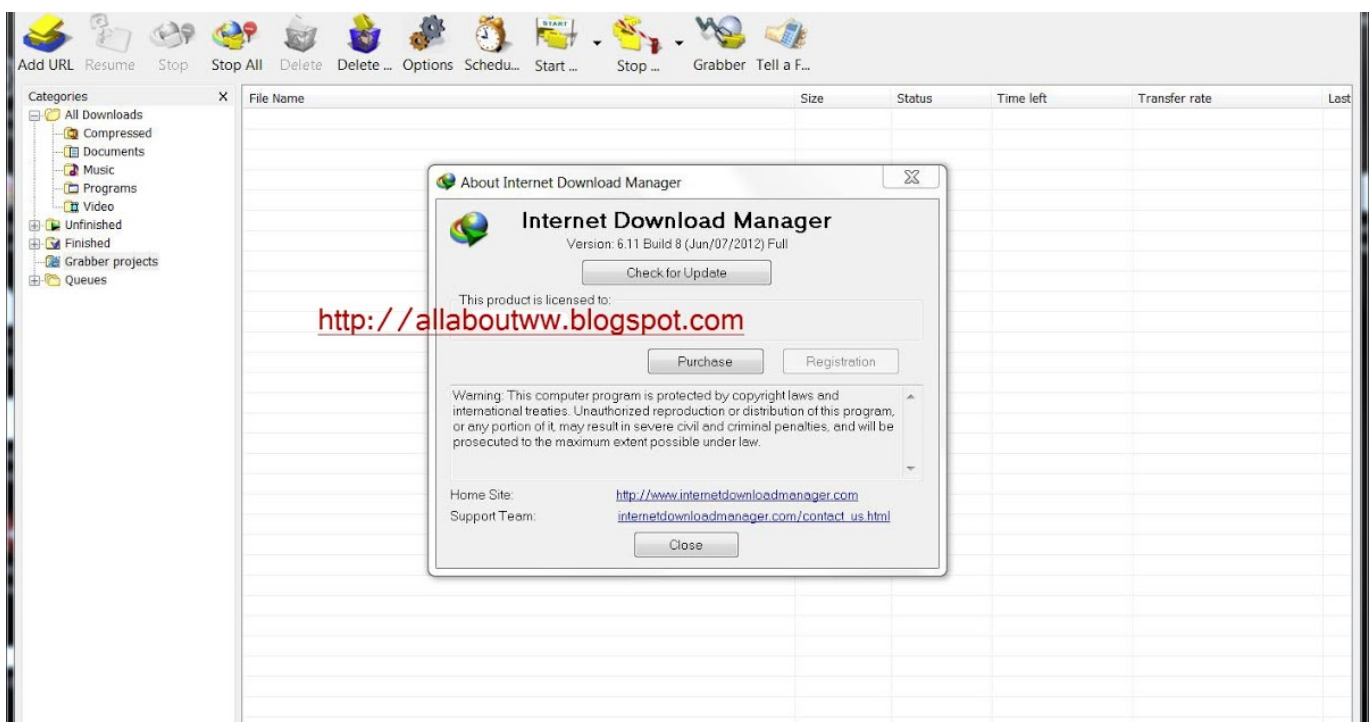 Add URL Resume Stop Stop All Delete Delete ... Options Schedu... Start ... Stop ... Grabber Tell a F...
START
Categories X
All Downloads
Compressed
Documents
Music
Programs
Video
Unfinished
Finished
Grabber projects
Queues
File Name Size Status Time left Transfer rate Last
About Internet Download Manager
Internet Download Manager
Version: 6.11 Build 8 (Jun/07/2012) Full
Check for Update
This product is licensed to:
http://allaboutww.blogspot.com
Purchase Registration
Warning: This computer program is protected by copyright laws and
international treaties. Unauthorized reproduction or distribution of this program,
or any portion of it, may result in severe civil and criminal penalties, and will be
prosecuted to the maximum extent possible under law.
Home Site: http://www.internetdownloadmanager.com
Support Team: internetdownloadmanager.com/contact_us.html
Close